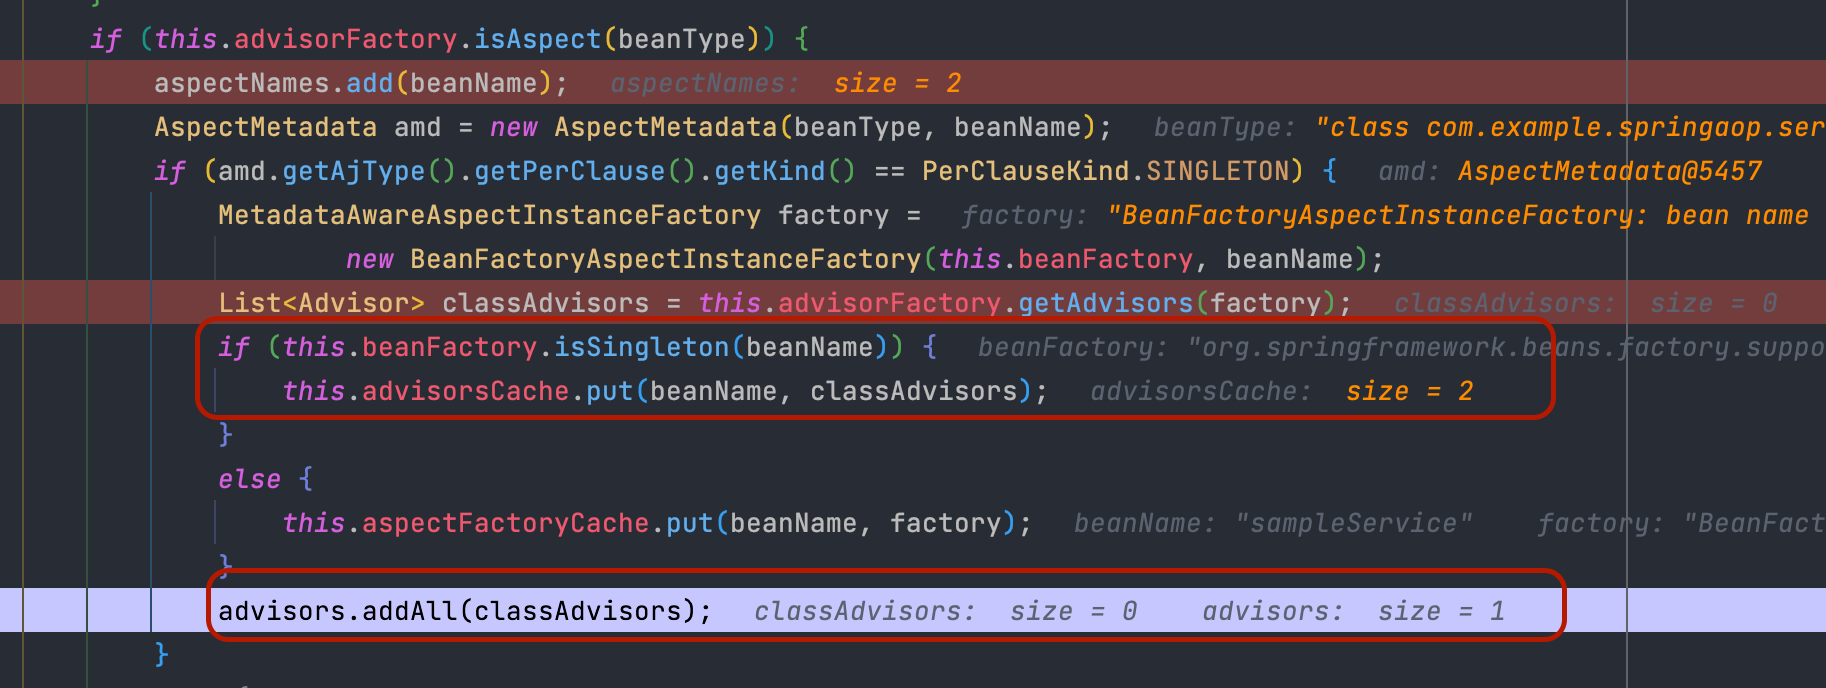 }
if (this.advisorFactory.isAspect(beanType)) {
aspectNames.add(beanName); aspectNames: size = 2
AspectMetadata amd = new AspectMetadata(beanType, beanName); beanType: "class com.example.springaop.ser
if (amd.getAjType().getPerClause().getKind() == PerClauseKind.SINGLETON) { amd: AspectMetadata@5457
MetadataAwareAspectInstanceFactory factory = factory: "BeanFactoryAspectInstanceFactory: bean name
new BeanFactoryAspectInstanceFactory(this.beanFactory, beanName);
List<Advisor> classAdvisors = this.advisorFactory.getAdvisors(factory); classAdvisors: size = 0
if (this.beanFactory.isSingleton(beanName)) { beanFactory: "org.springframework.beans.factory.suppo
this.advisorsCache.put(beanName, classAdvisors); advisorsCache: size = 2
}
else {
this.aspectFactoryCache.put(beanName, factory); beanName: "sampleService" factory: "BeanFact
}
advisors.addAll(classAdvisors); classAdvisors: size = 0 advisors: size = 1
}